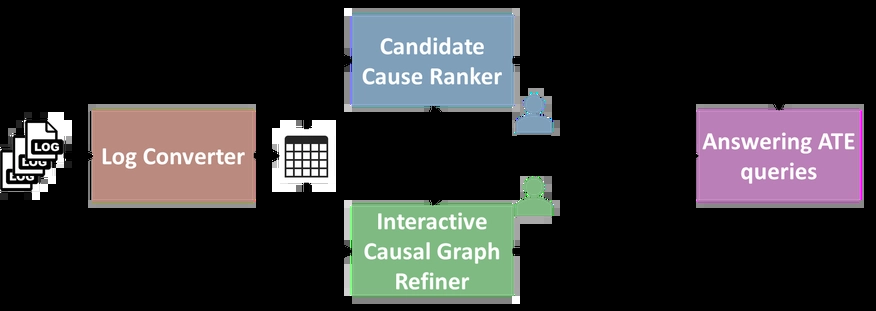 Candidate
Cause Ranker
LOG
LOG
LOG
Log Converter
Answering ATE
queries
Interactive
Causal Graph
Refiner